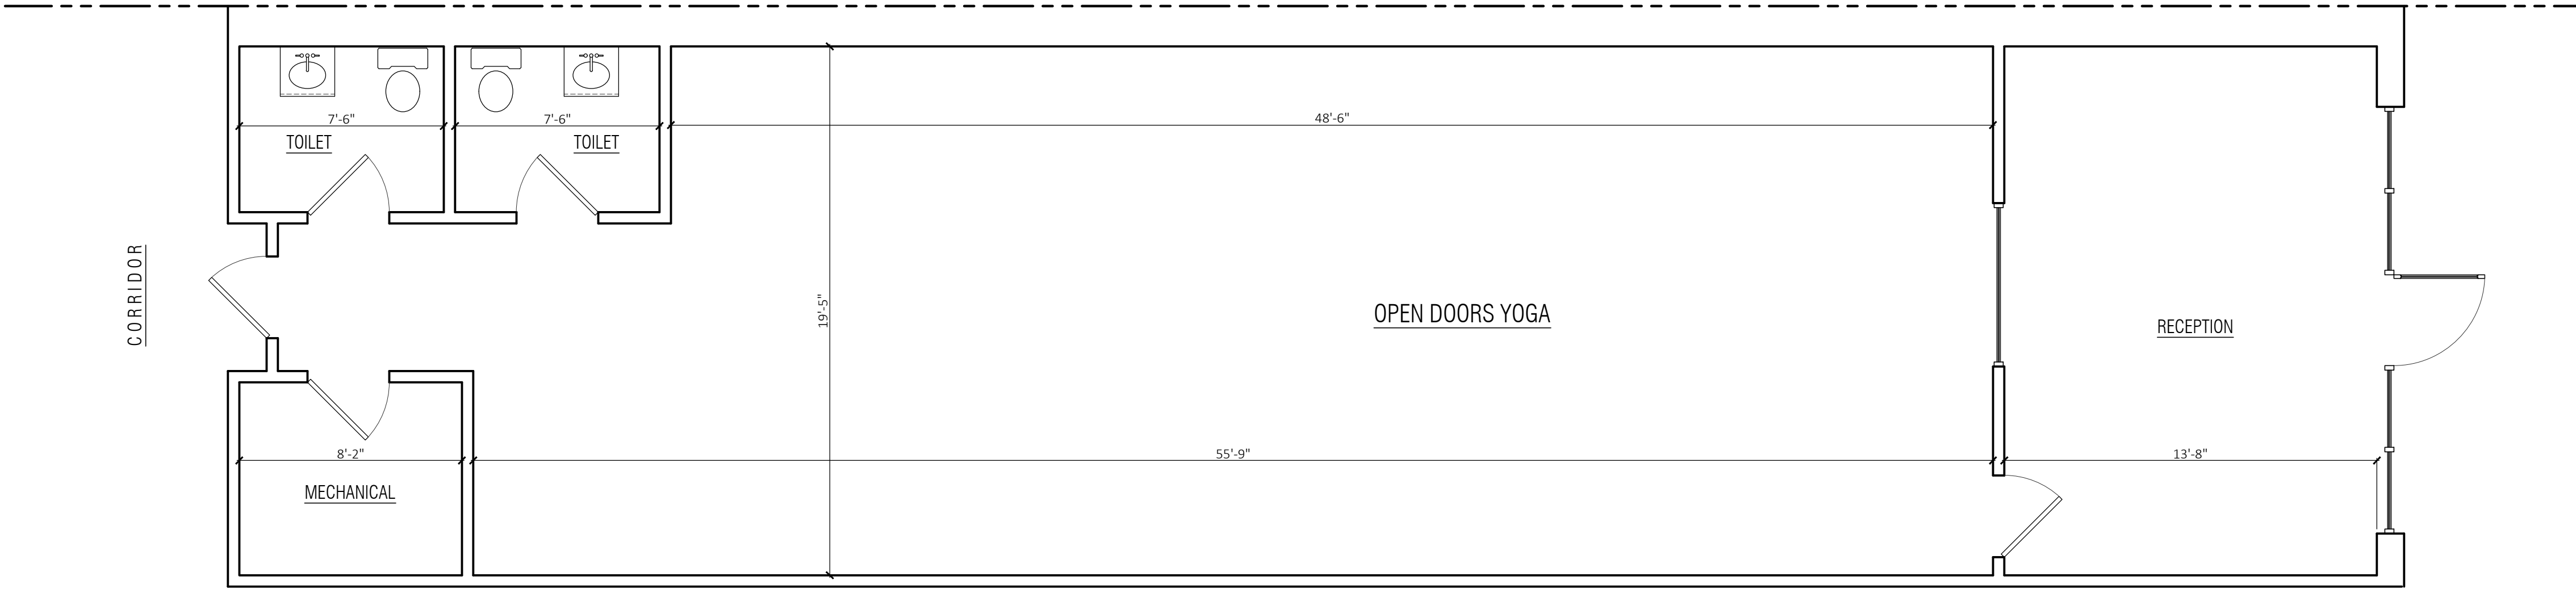 7'-6"
7'-6"
48'-6"
TOILET
TOILET
CORRIDOR
19'-5"
OPEN DOORS YOGA
RECEPTION
8'-2"
55'-9"
13'-8"
MECHANICAL